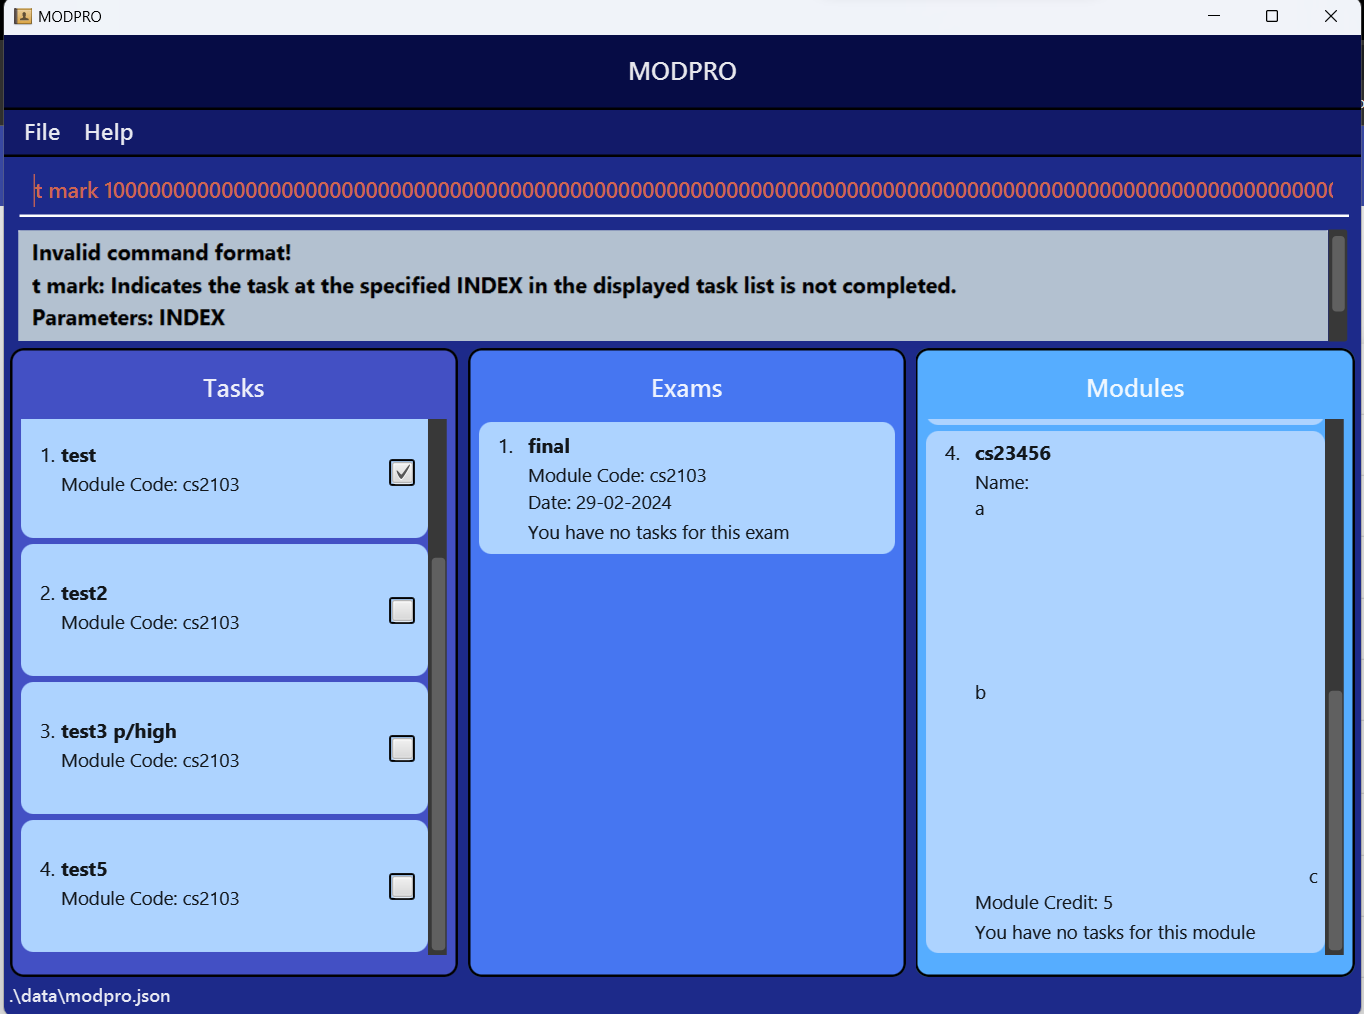 MODPRO
MODPRO
File Help
t mark 100000000000000000000000000000000000000000000000000000000000000000000000000000000000000000000000000
Invalid command format!
t mark: Indicates the task at the specified INDEX in the displayed task list is not completed.
Parameters: INDEX
Tasks
1. test
Module Code: cs2103
2. test2
Module Code: cs2103
3. test3 p/high
Module Code: cs2103
4. test5
Module Code: cs2103
Exams
1. final
Module Code: cs2103
Date: 29-02-2024
You have no tasks for this exam
Modules
4. cs23456
Name:
a
b
c
Module Credit: 5
You have no tasks for this module
.\data\modpro.json